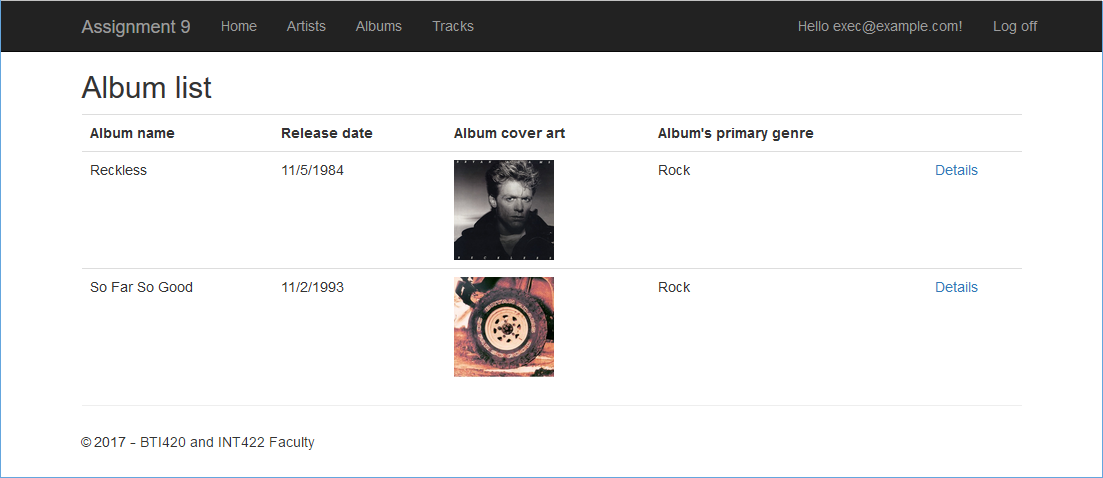 Assignment 9 Home Artists Albums Tracks Hello exec@example.com! Log off
Album list
Album name Release date Album cover art Album's primary genre
Reckless 11/5/1984 Rock Details
RECKLESS
So Far So Good 11/2/1993 Rock Details
© 2017 - BTI420 and INT422 Faculty